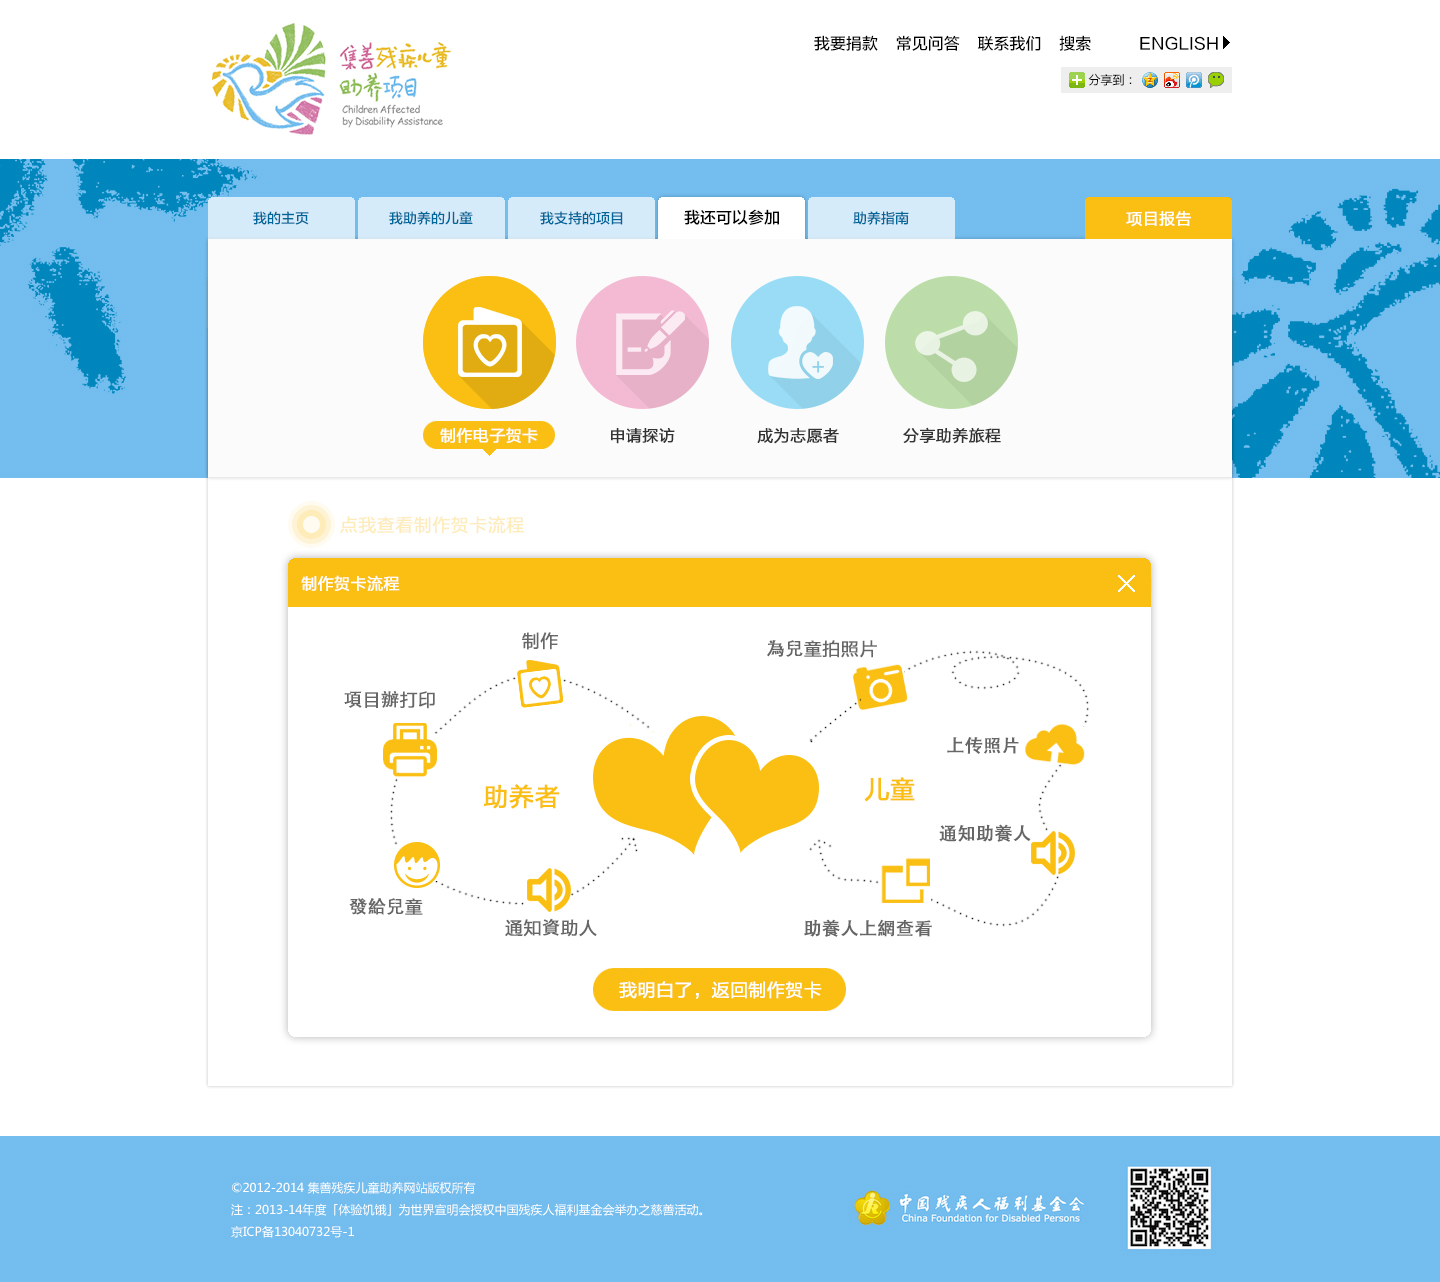 集善残疾儿童
助养项目
Children Affected
by Disability Assistance
我要捐款 常见问答 联系我们 搜索 ENGLISH
分享到：
我的主页 我助养的儿童 我支持的项目 我还可以参加 助养指南 项目报告
制作电子贺卡 申请探访 成为志愿者 分享助养旅程
点我查看制作贺卡流程
制作贺卡流程
制作
為兒童拍照片
項目辦打印
上传照片
助养者
儿童
通知助養人
發給兒童
通知資助人
助養人上網查看
我明白了，返回制作贺卡
©2012-2014 集善残疾儿童助养网站版权所有
注：2013-14年度「体验饥饿」为世界宣明会授权中国残疾人福利基金会举办之慈善活动。
京ICP备13040732号-1
中国残疾人福利基金会
China Foundation for Disabled Persons